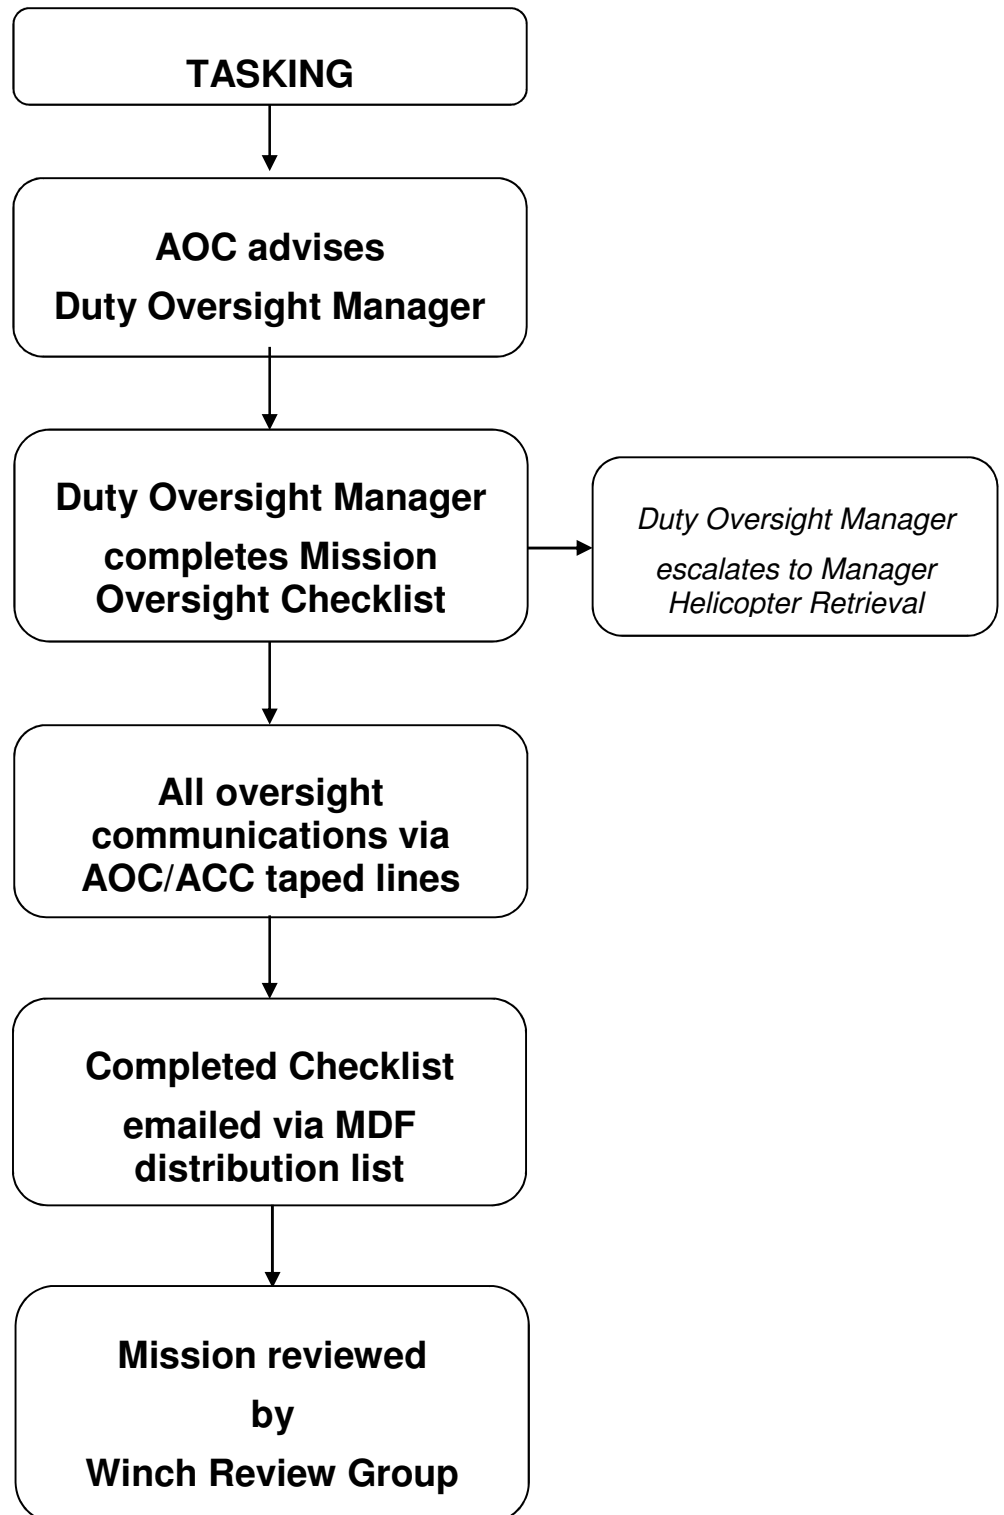 TASKING
AOC advises
Duty Oversight Manager
Duty Oversight Manager
completes Mission
Oversight Checklist
Duty Oversight Manager
escalates to Manager
Helicopter Retrieval
All oversight
communications via
AOC/ACC taped lines
Completed Checklist
emailed via MDF
distribution list
Mission reviewed
by
Winch Review Group